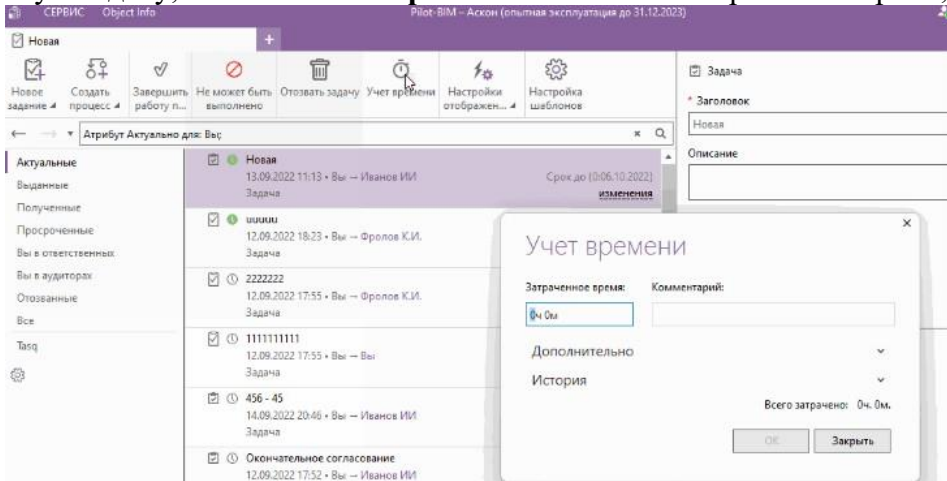 СЕРВИС Object Info
Pilot-BIM – Аскон (опытная эксплуатация до 31.12.2023)
Новая
+
Новое задание
Создать процесс
Завершить работу п...
Не может быть выполнено
Отозвать задачу
Учет времени
Настройки отображен...
Настройка шаблонов
Атрибут Актуально для: Вы;
Актуальные
Выданные
Полученные
Просроченные
Вы в ответственных
Вы в аудиторах
Отозванные
Все
Tasq
Новая
13.09.2022 11:13 • Вы → Иванов ИИ
Срок до (0:06.10.2022)
Задача
изменения
uuuuu
12.09.2022 18:23 • Вы → Фролов К.И.
Задача
2222222
12.09.2022 17:55 • Вы → Фролов К.И.
Задача
1111111111
12.09.2022 17:55 • Вы → Вы
Задача
456 - 45
14.09.2022 20:46 • Вы → Иванов ИИ
Задача
Окончательное согласование
12.09.2022 17:52 • Вы → Иванов ИИ
Задача
* Заголовок
Новая
Описание
Учет времени
Затраченное время: Комментарий:
0ч 0м
Дополнительно
История
Всего затрачено: 0ч. 0м.
ОК
Закрыть